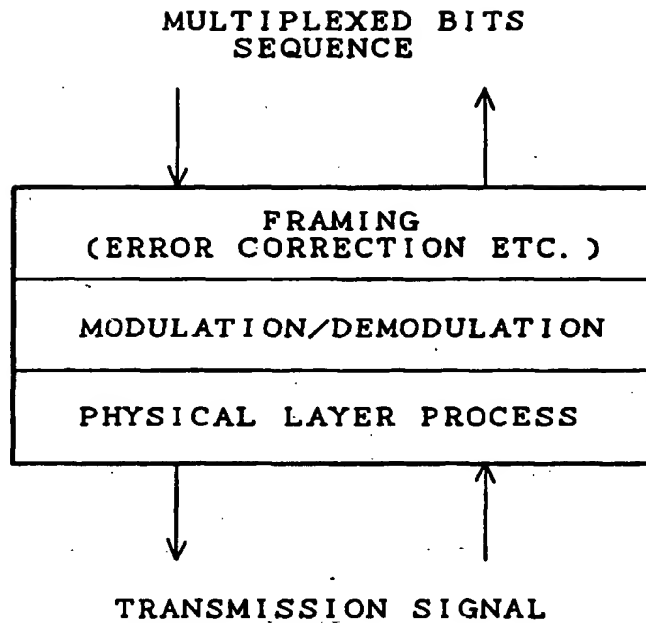 MULTIPLEXED BITS
SEQUENCE
FRAMING
(ERROR CORRECTION ETC.)
MODULATION/DEMODULATION
PHYSICAL LAYER PROCESS
TRANSMISSION SIGNAL